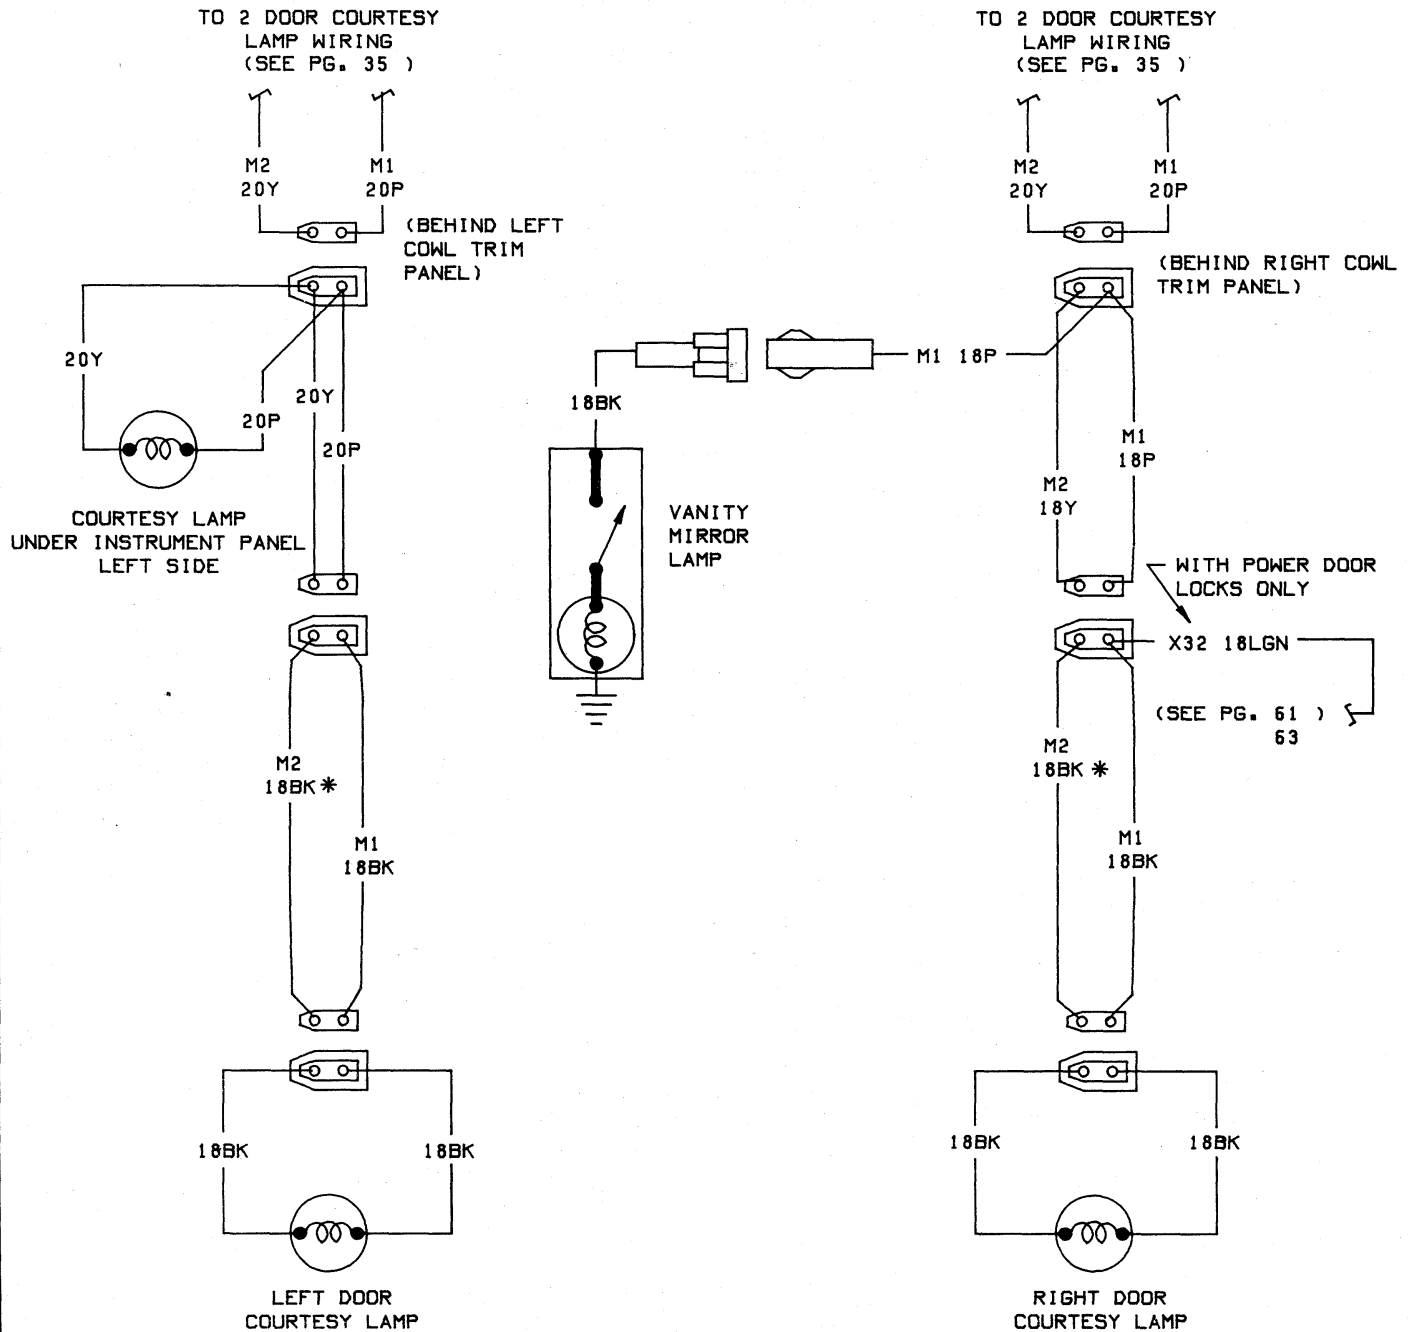 TO 2 DOOR COURTESY
LAMP WIRING
(SEE PG. 35 )
TO 2 DOOR COURTESY
LAMP WIRING
(SEE PG. 35 )
M2
20Y
M1
20P
M2
20Y
M1
20P
(BEHIND LEFT
COWL TRIM
PANEL)
(BEHIND RIGHT COWL
TRIM PANEL)
20Y
20Y
20P
20P
M1 18P
18BK
M1
18P
M2
18Y
COURTESY LAMP
UNDER INSTRUMENT PANEL
LEFT SIDE
VANITY
MIRROR
LAMP
WITH POWER DOOR
LOCKS ONLY
X32 18LGN
(SEE PG. 61 )
63
M2
18BK *
M1
18BK
M2
18BK *
M1
18BK
18BK
18BK
18BK
18BK
LEFT DOOR
COURTESY LAMP
RIGHT DOOR
COURTESY LAMP